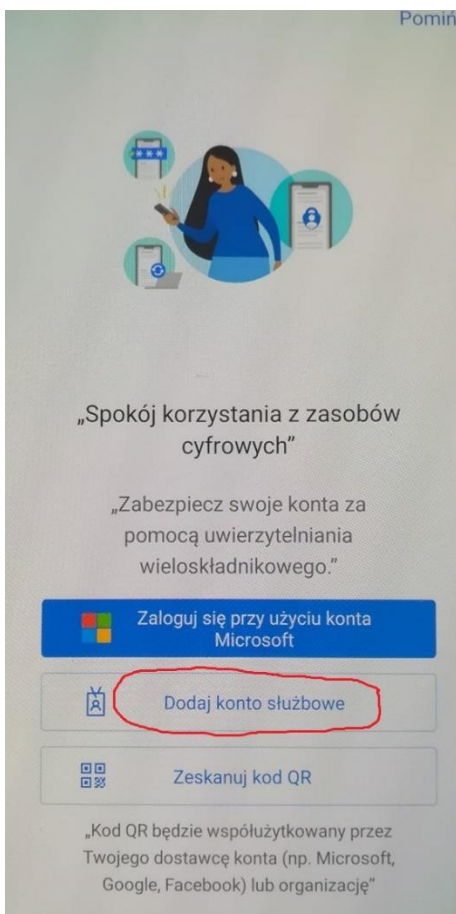 Pomiń
„Spokój korzystania z zasobów
cyfrowych”
„Zabezpiecz swoje konta za
pomocą uwierzytelniania
wieloskładnikowego.”
Zaloguj się przy użyciu konta
Microsoft
Dodaj konto służbowe
Zeskanuj kod QR
„Kod QR będzie współużytkowany przez
Twojego dostawcę konta (np. Microsoft,
Google, Facebook) lub organizację”